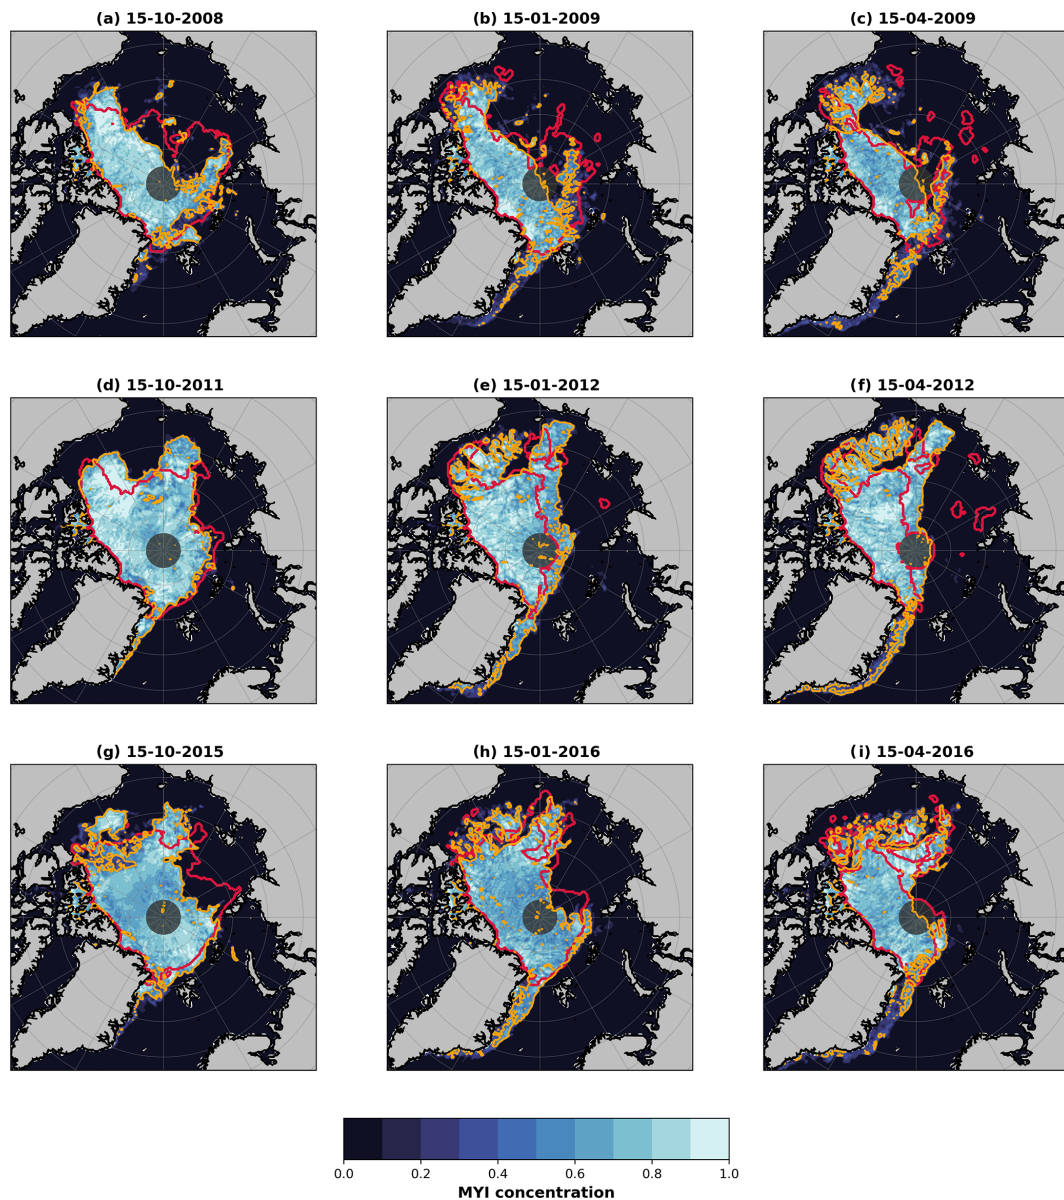 (a) 15-10-2008
(b) 15-01-2009
(c) 15-04-2009
(d) 15-10-2011
(e) 15-01-2012
(f) 15-04-2012
(g) 15-10-2015
(h) 15-01-2016
(i) 15-04-2016
0.0 0.2 0.4 0.6 0.8 1.0
MYI concentration